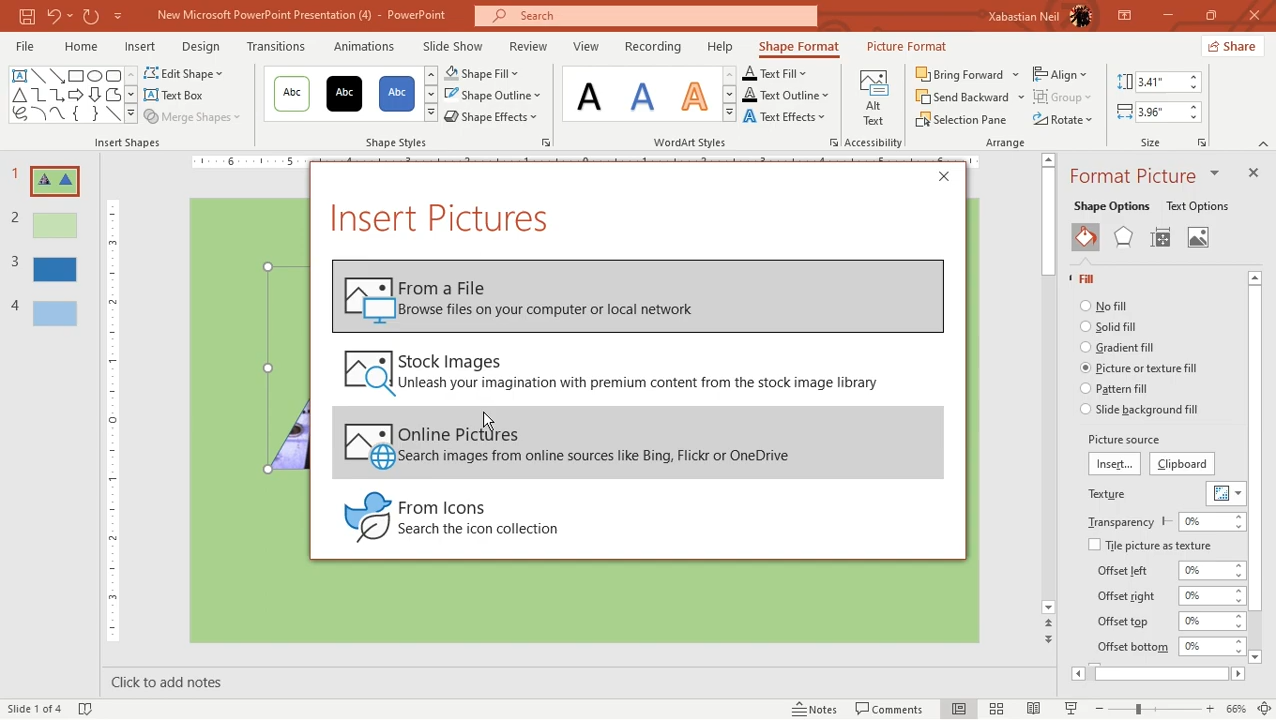 New Microsoft PowerPoint Presentation (4) - PowerPoint
Search
Xabastian Neil
File Home Insert Design Transitions Animations Slide Show Review View Recording Help Shape Format Picture Format
Share
Edit Shape
Text Box
Merge Shapes
Insert Shapes
Abc Abc Abc
Shape Fill
Shape Outline
Shape Effects
Shape Styles
A A A
Text Fill
Text Outline
Text Effects
WordArt Styles
Alt
Text
Accessibility
Bring Forward
Send Backward
Selection Pane
Align
Group
Rotate
Arrange
3.41"
3.96"
Size
1
2
3
4
Insert Pictures
From a File
Browse files on your computer or local network
Stock Images
Unleash your imagination with premium content from the stock image library
Online Pictures
Search images from online sources like Bing, Flickr or OneDrive
From Icons
Search the icon collection
Format Picture
Shape Options Text Options
Fill
No fill
Solid fill
Gradient fill
Picture or texture fill
Pattern fill
Slide background fill
Picture source
Insert... Clipboard
Texture
Transparency 0%
Tile picture as texture
Offset left 0%
Offset right 0%
Offset top 0%
Offset bottom 0%
Click to add notes
Slide 1 of 4
Notes Comments
66%